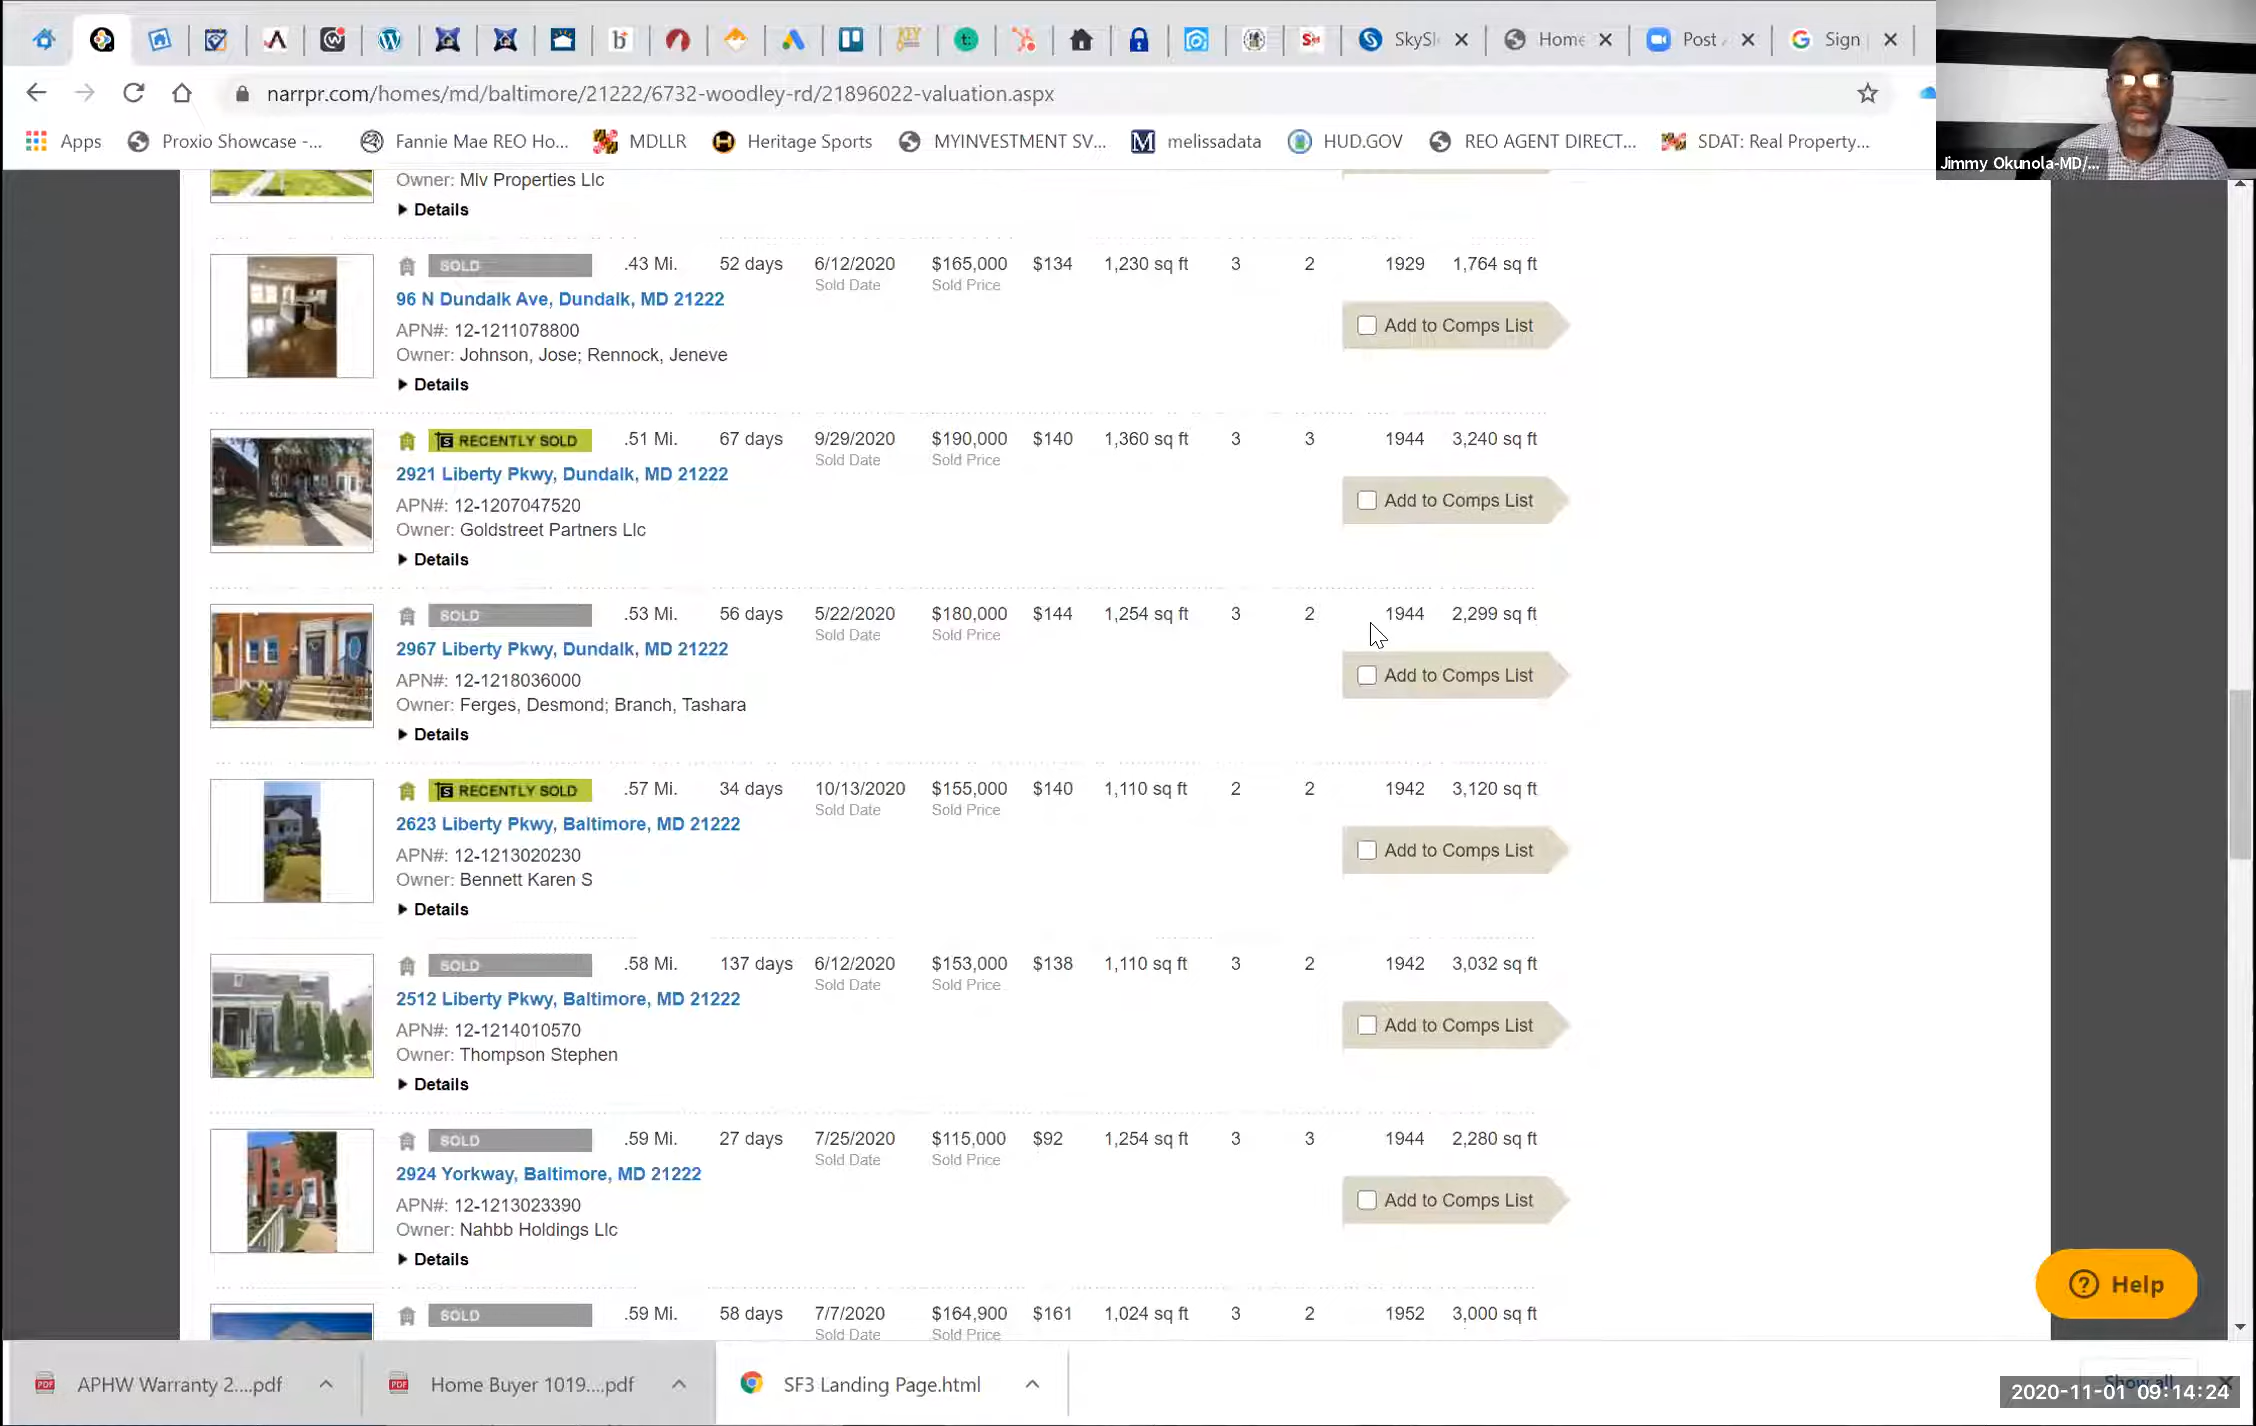 SkySl
Home
Post
Sign
narrpr.com/homes/md/baltimore/21222/6732-woodley-rd/21896022-valuation.aspx
Apps Proxio Showcase -... Fannie Mae REO Ho... MDLLR Heritage Sports MYINVESTMENT SV... melissadata HUD.GOV REO AGENT DIRECT... SDAT: Real Property...
Jimmy Okunola-MD/...
Owner: Mlv Properties Llc
Details
SOLD .43 Mi. 52 days 6/12/2020 $165,000 $134 1,230 sq ft 3 2 1929 1,764 sq ft
Sold Date Sold Price
96 N Dundalk Ave, Dundalk, MD 21222
Add to Comps List
APN#: 12-1211078800
Owner: Johnson, Jose; Rennock, Jeneve
Details
RECENTLY SOLD .51 Mi. 67 days 9/29/2020 $190,000 $140 1,360 sq ft 3 3 1944 3,240 sq ft
Sold Date Sold Price
2921 Liberty Pkwy, Dundalk, MD 21222
Add to Comps List
APN#: 12-1207047520
Owner: Goldstreet Partners Llc
Details
SOLD .53 Mi. 56 days 5/22/2020 $180,000 $144 1,254 sq ft 3 2 1944 2,299 sq ft
Sold Date Sold Price
2967 Liberty Pkwy, Dundalk, MD 21222
Add to Comps List
APN#: 12-1218036000
Owner: Ferges, Desmond; Branch, Tashara
Details
RECENTLY SOLD .57 Mi. 34 days 10/13/2020 $155,000 $140 1,110 sq ft 2 2 1942 3,120 sq ft
Sold Date Sold Price
2623 Liberty Pkwy, Baltimore, MD 21222
Add to Comps List
APN#: 12-1213020230
Owner: Bennett Karen S
Details
SOLD .58 Mi. 137 days 6/12/2020 $153,000 $138 1,110 sq ft 3 2 1942 3,032 sq ft
Sold Date Sold Price
2512 Liberty Pkwy, Baltimore, MD 21222
Add to Comps List
APN#: 12-1214010570
Owner: Thompson Stephen
Details
SOLD .59 Mi. 27 days 7/25/2020 $115,000 $92 1,254 sq ft 3 3 1944 2,280 sq ft
Sold Date Sold Price
2924 Yorkway, Baltimore, MD 21222
Add to Comps List
APN#: 12-1213023390
Owner: Nahbb Holdings Llc
Details
Help
SOLD .59 Mi. 58 days 7/7/2020 $164,900 $161 1,024 sq ft 3 2 1952 3,000 sq ft
Sold Date Sold Price
APHW Warranty 2....pdf Home Buyer 1019....pdf SF3 Landing Page.html Show all
2020-11-01 09:14:24